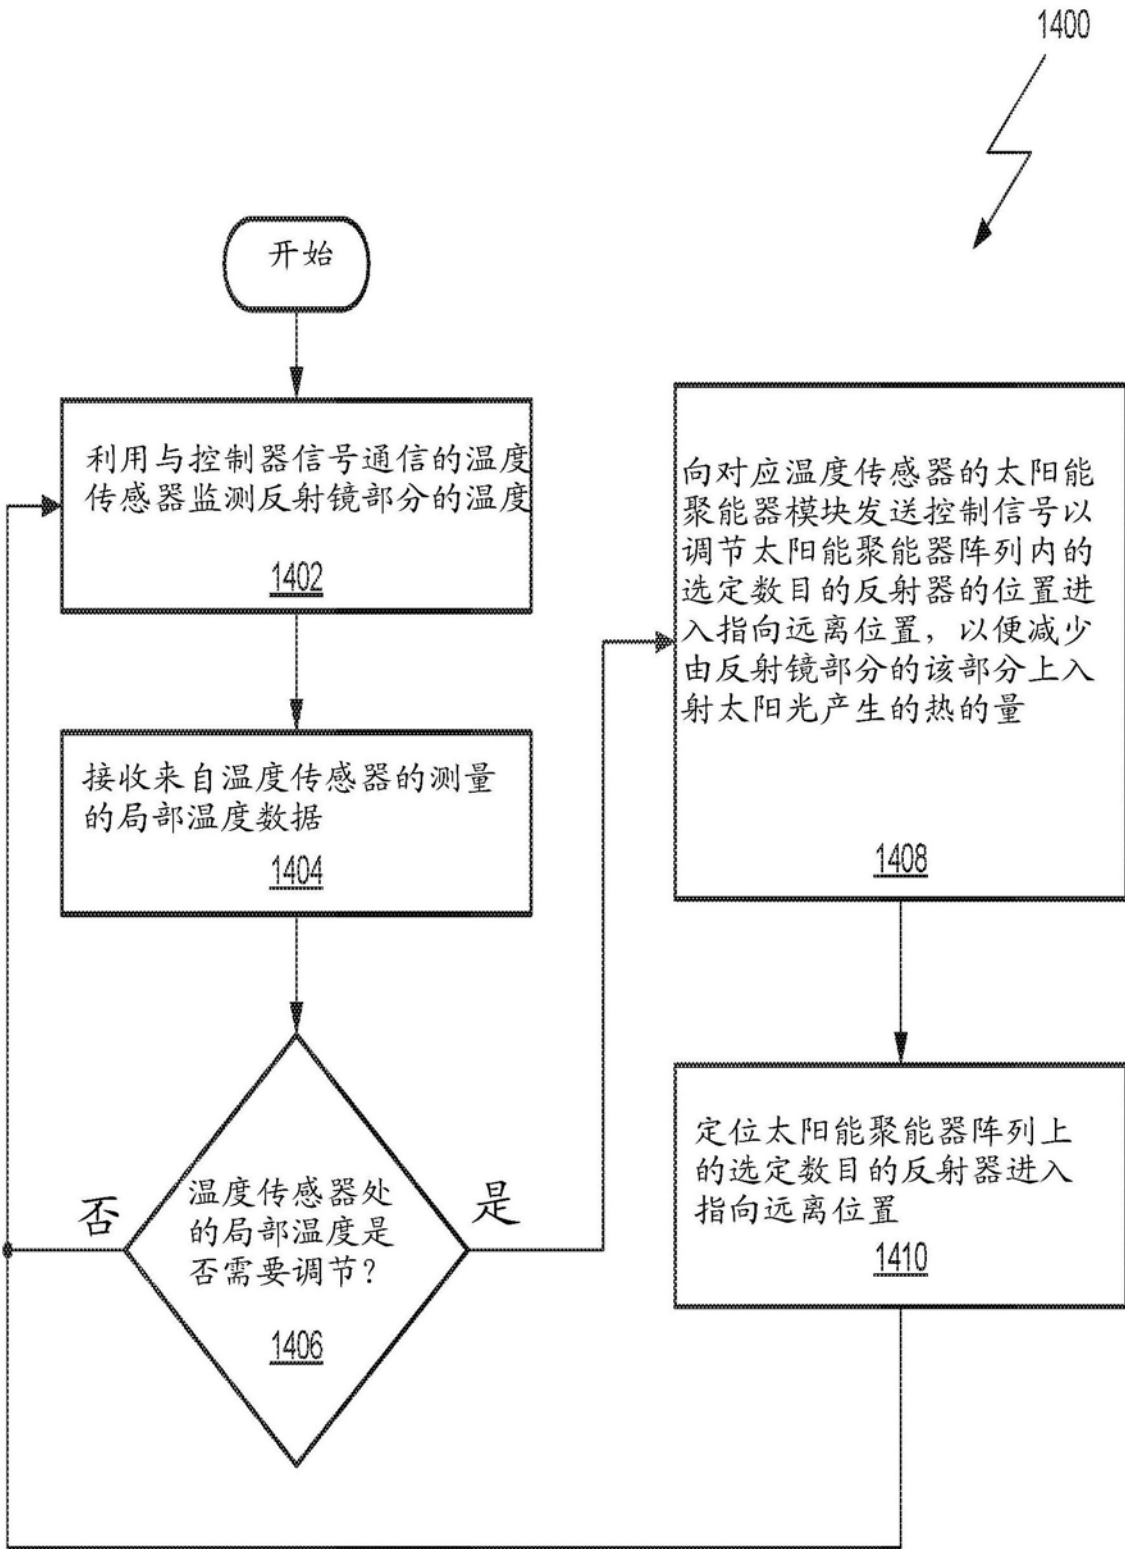 1400
开始
利用与控制器信号通信的温度
传感器监测反射镜部分的温度
1402
接收来自温度传感器的测量
的局部温度数据
1404
温度传感器处
的局部温度是
否需要调节？
1406
否
是
向对应温度传感器的太阳能
聚能器模块发送控制信号以
调节太阳能聚能器阵列内的
选定数目的反射器的位置进
入指向远离位置，以便减少
由反射镜部分的该部分上入
射太阳光产生的热的量
1408
定位太阳能聚能器阵列上
的选定数目的反射器进入
指向远离位置
1410